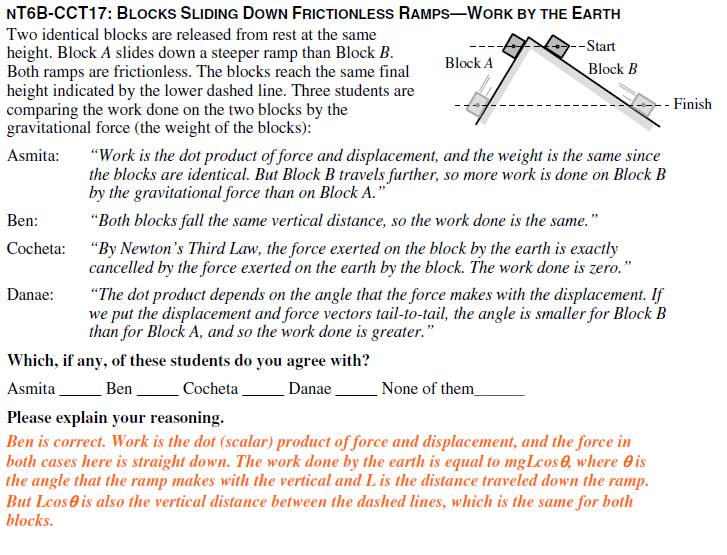 NT6B-CCT17: BLOCKS SLIDING DOWN FRICTIONLESS RAMPS—WORK BY THE EARTH
Two identical blocks are released from rest at the same
height. Block A slides down a steeper ramp than Block B.
Both ramps are frictionless. The blocks reach the same final
height indicated by the lower dashed line. Three students are
comparing the work done on the two blocks by the
gravitational force (the weight of the blocks):
Start
Block A
Block B
Finish
Asmita: “Work is the dot product of force and displacement, and the weight is the same since
the blocks are identical. But Block B travels further, so more work is done on Block B
by the gravitational force than on Block A.”
Ben: “Both blocks fall the same vertical distance, so the work done is the same.”
Cocheta: “By Newton’s Third Law, the force exerted on the block by the earth is exactly
cancelled by the force exerted on the earth by the block. The work done is zero.”
Danae: “The dot product depends on the angle that the force makes with the displacement. If
we put the displacement and force vectors tail-to-tail, the angle is smaller for Block B
than for Block A, and so the work done is greater.”
Which, if any, of these students do you agree with?
Asmita _____ Ben _____ Cocheta _____ Danae _____ None of them______
Please explain your reasoning.
Ben is correct. Work is the dot (scalar) product of force and displacement, and the force in
both cases here is straight down. The work done by the earth is equal to mgLcosθ, where θ is
the angle that the ramp makes with the vertical and L is the distance traveled down the ramp.
But Lcosθ is also the vertical distance between the dashed lines, which is the same for both
blocks.